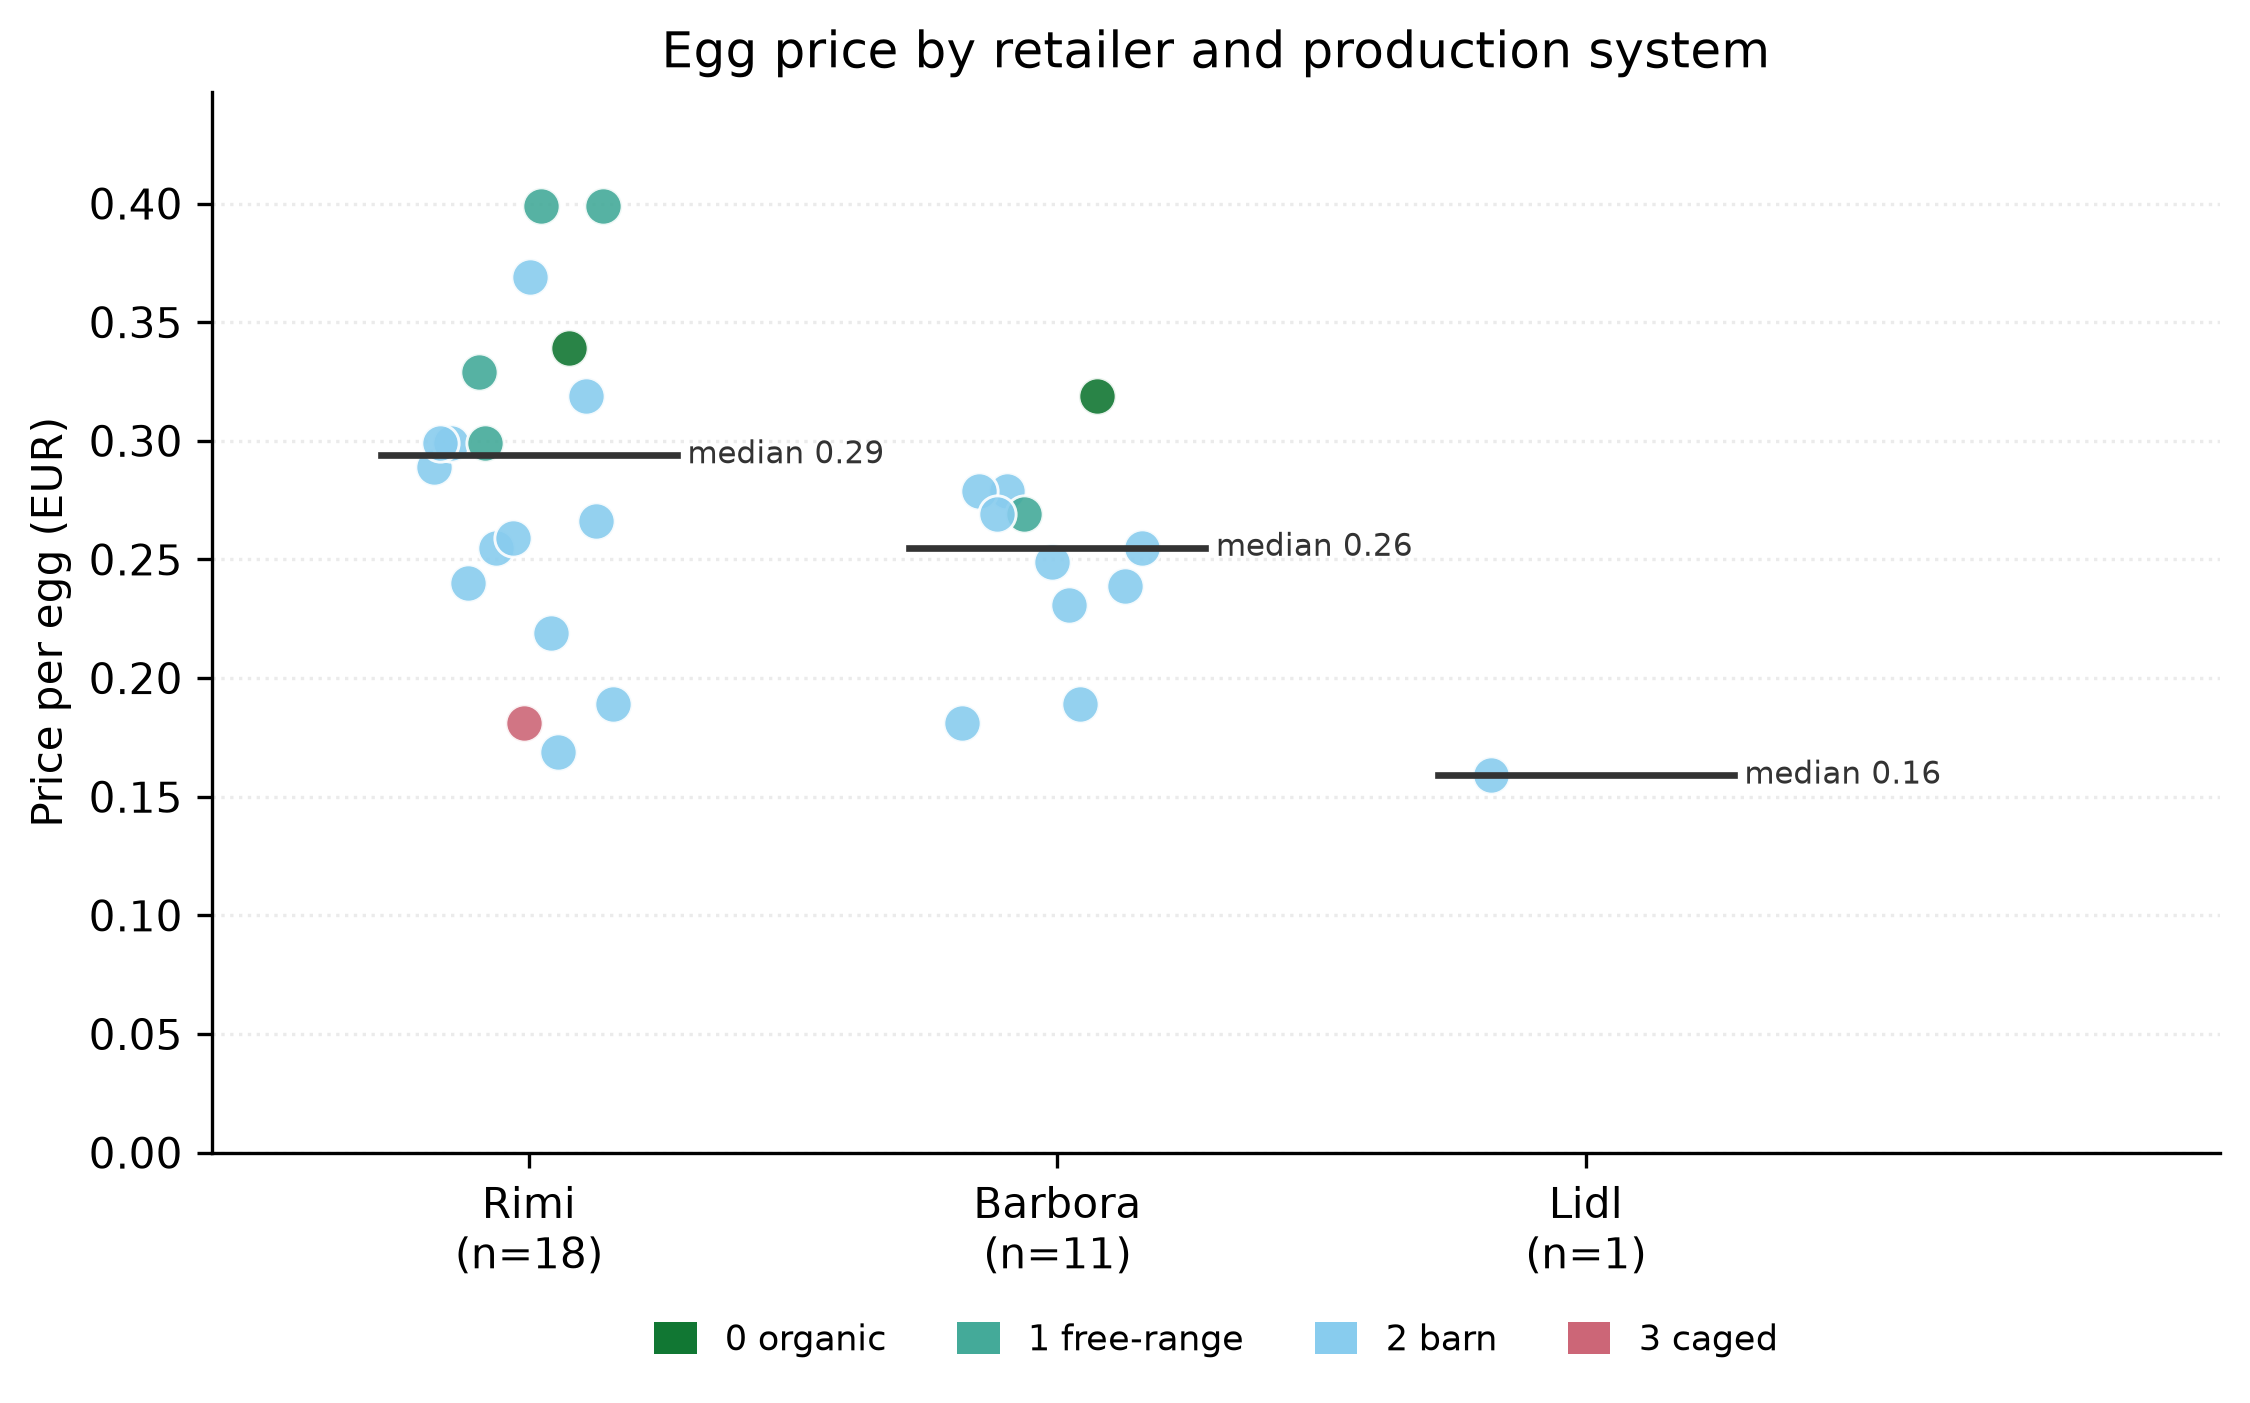 Egg price by retailer and production system
Price per egg (EUR)
0.40
0.35
0.30
0.25
0.20
0.15
0.10
0.05
0.00
median 0.29
median 0.26
median 0.16
Rimi
(n=18)
Barbora
(n=11)
Lidl
(n=1)
0 organic
1 free-range
2 barn
3 caged